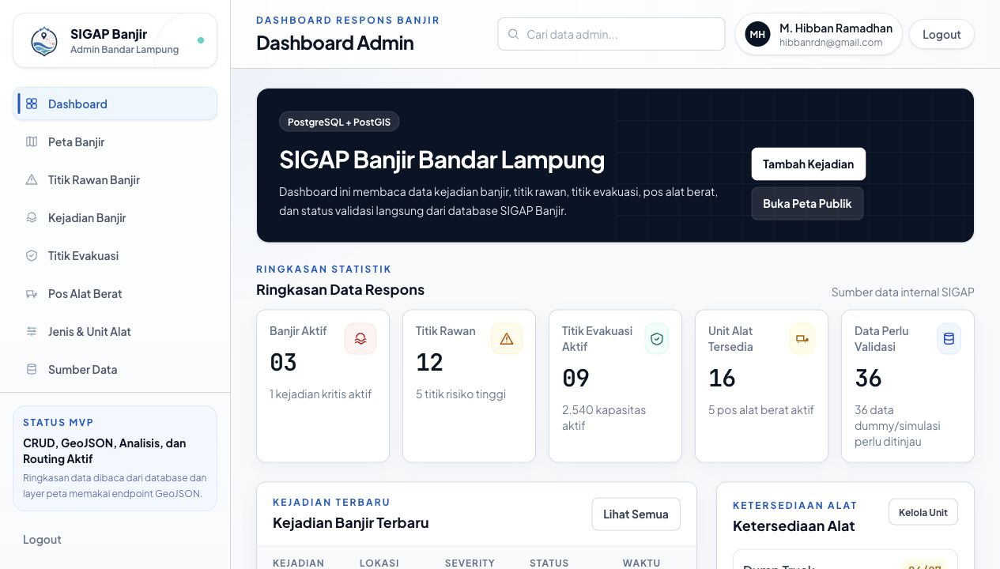 SIGAP Banjir
Admin Bandar Lampung
Dashboard
Peta Banjir
Titik Rawan Banjir
Kejadian Banjir
Titik Evakuasi
Pos Alat Berat
Jenis & Unit Alat
Sumber Data
STATUS MVP
CRUD, GeoJSON, Analisis, dan
Routing Aktif
Ringkasan data dibaca dari database dan
layer peta memakai endpoint GeoJSON.
Logout
DASHBOARD RESPONS BANJIR
Dashboard Admin
Cari data admin...
MH
M. Hibban Ramadhan
hibbanrdn@gmail.com
Logout
PostgreSQL + PostGIS
SIGAP Banjir Bandar Lampung
Dashboard ini membaca data kejadian banjir, titik rawan, titik evakuasi, pos alat berat,
dan status validasi langsung dari database SIGAP Banjir.
Tambah Kejadian
Buka Peta Publik
RINGKASAN STATISTIK
Ringkasan Data Respons
Sumber data internal SIGAP
Banjir Aktif
03
1 kejadian kritis aktif
Titik Rawan
12
5 titik risiko tinggi
Titik Evakuasi
Aktif
09
2.540 kapasitas
aktif
Unit Alat
Tersedia
16
5 pos alat berat aktif
Data Perlu
Validasi
36
36 data
dummy/simulasi
perlu ditinjau
KEJADIAN TERBARU
Kejadian Banjir Terbaru
Lihat Semua
KEJADIAN LOKASI SEVERITY STATUS WAKTU
KETERSEDIAAN ALAT
Ketersediaan Alat
Kelola Unit
Dump Truck
06/07